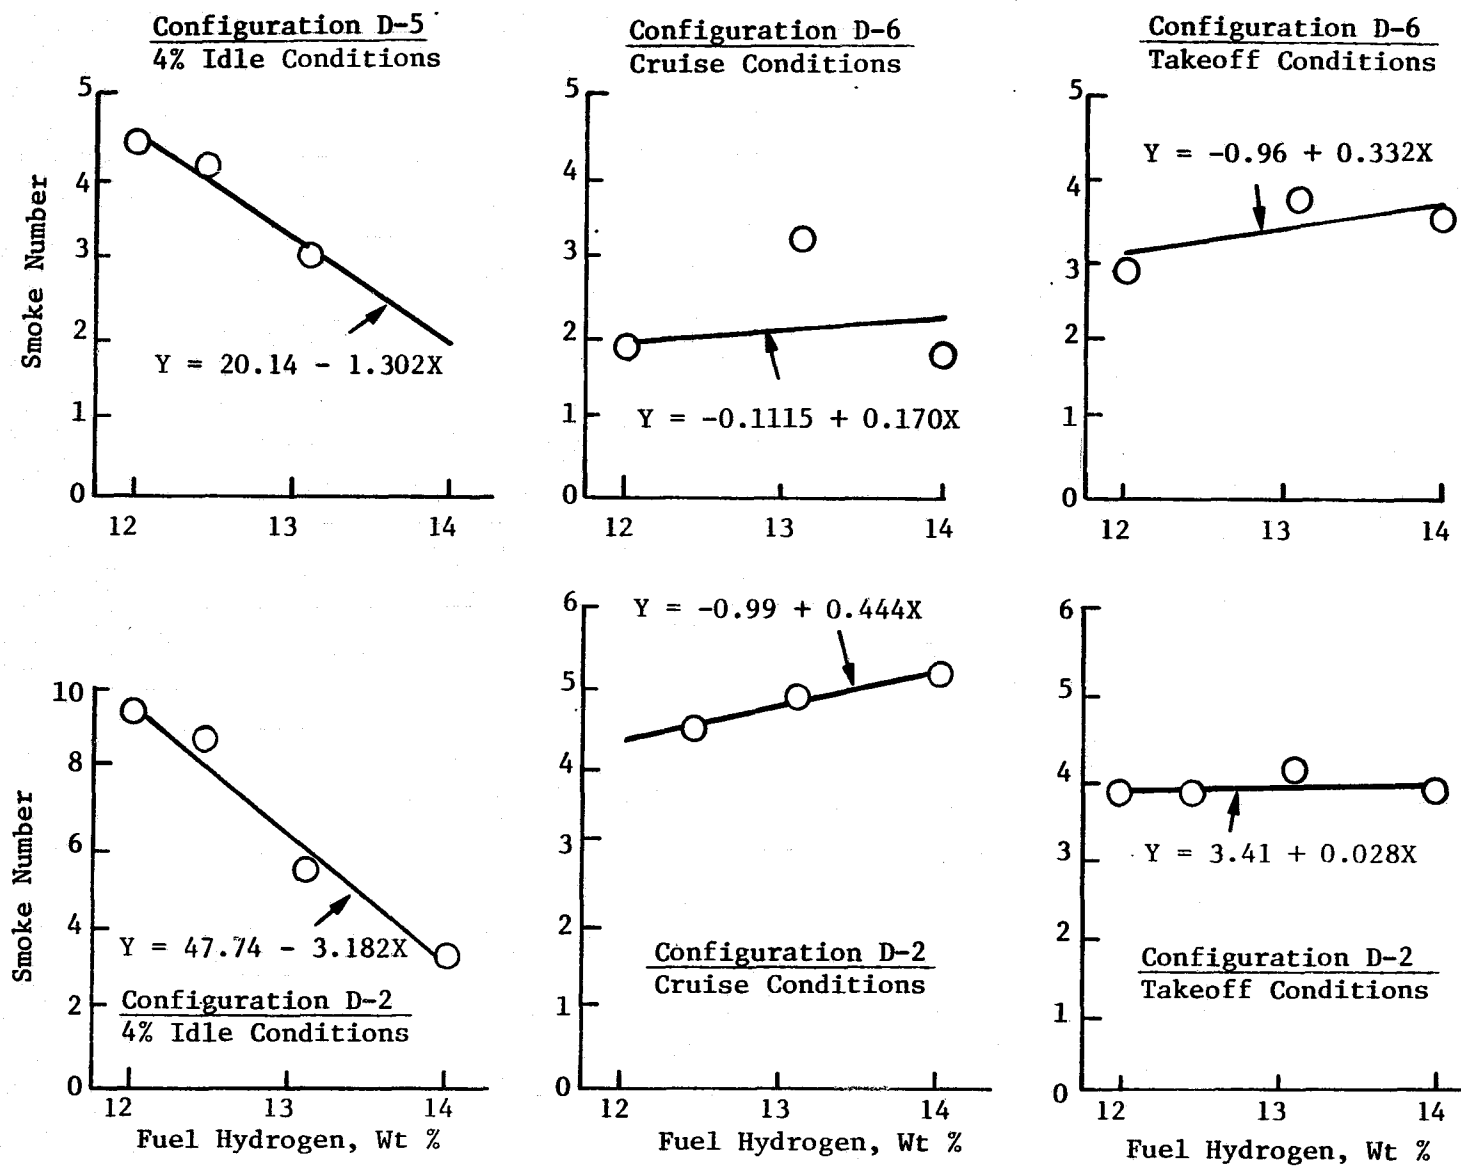 Configuration D-5
4% Idle Conditions
5
4
3
2
1
0
Smoke Number
Y = 20.14 - 1.302X
12 13 14
Configuration D-6
Cruise Conditions
5
4
3
2
1
0
Y = -0.1115 + 0.170X
12 13 14
Configuration D-6
Takeoff Conditions
5
4
3
2
1
0
Y = -0.96 + 0.332X
12 13 14
10
8
6
4
2
0
Smoke Number
Y = 47.74 - 3.182X
Configuration D-2
4% Idle Conditions
12 13 14
Fuel Hydrogen, Wt %
6
5
4
3
2
1
0
Y = -0.99 + 0.444X
Configuration D-2
Cruise Conditions
12 13 14
Fuel Hydrogen, Wt %
6
5
4
3
2
1
0
Y = 3.41 + 0.028X
Configuration D-2
Takeoff Conditions
12 13 14
Fuel Hydrogen, Wt %